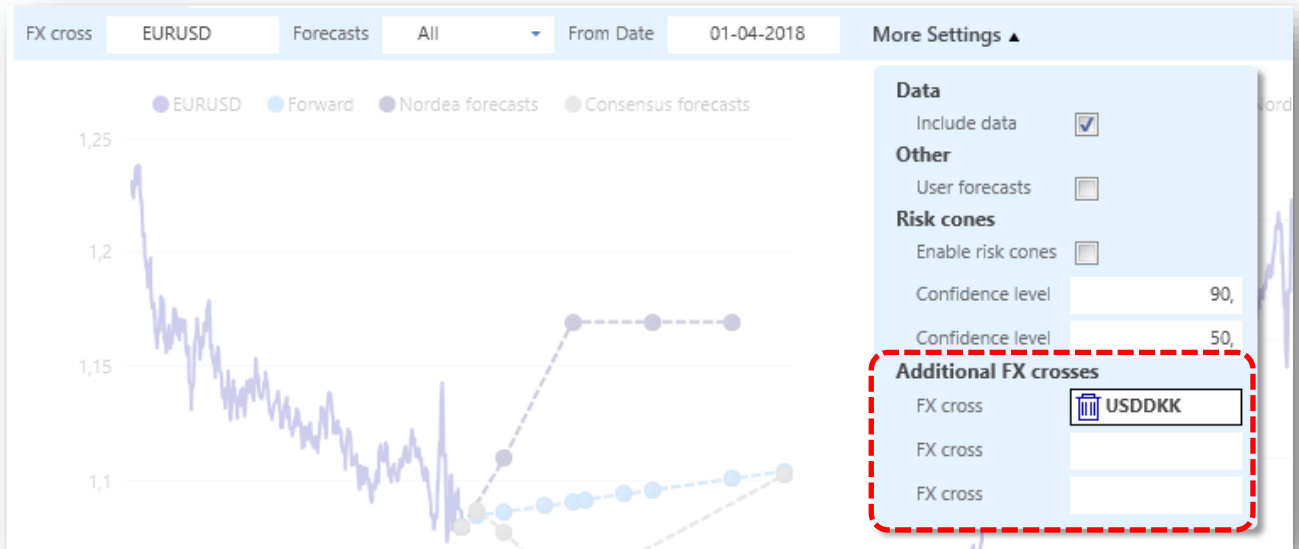 FX cross EURUSD Forecasts All From Date 01-04-2018 More Settings ▲
EURUSD Forward Nordea forecasts Consensus forecasts
1,25
1,2
1,15
1,1
Data
Include data
Other
User forecasts
Risk cones
Enable risk cones
Confidence level 90,
Confidence level 50,
Additional FX crosses
FX cross USDDKK
FX cross
FX cross
Nord